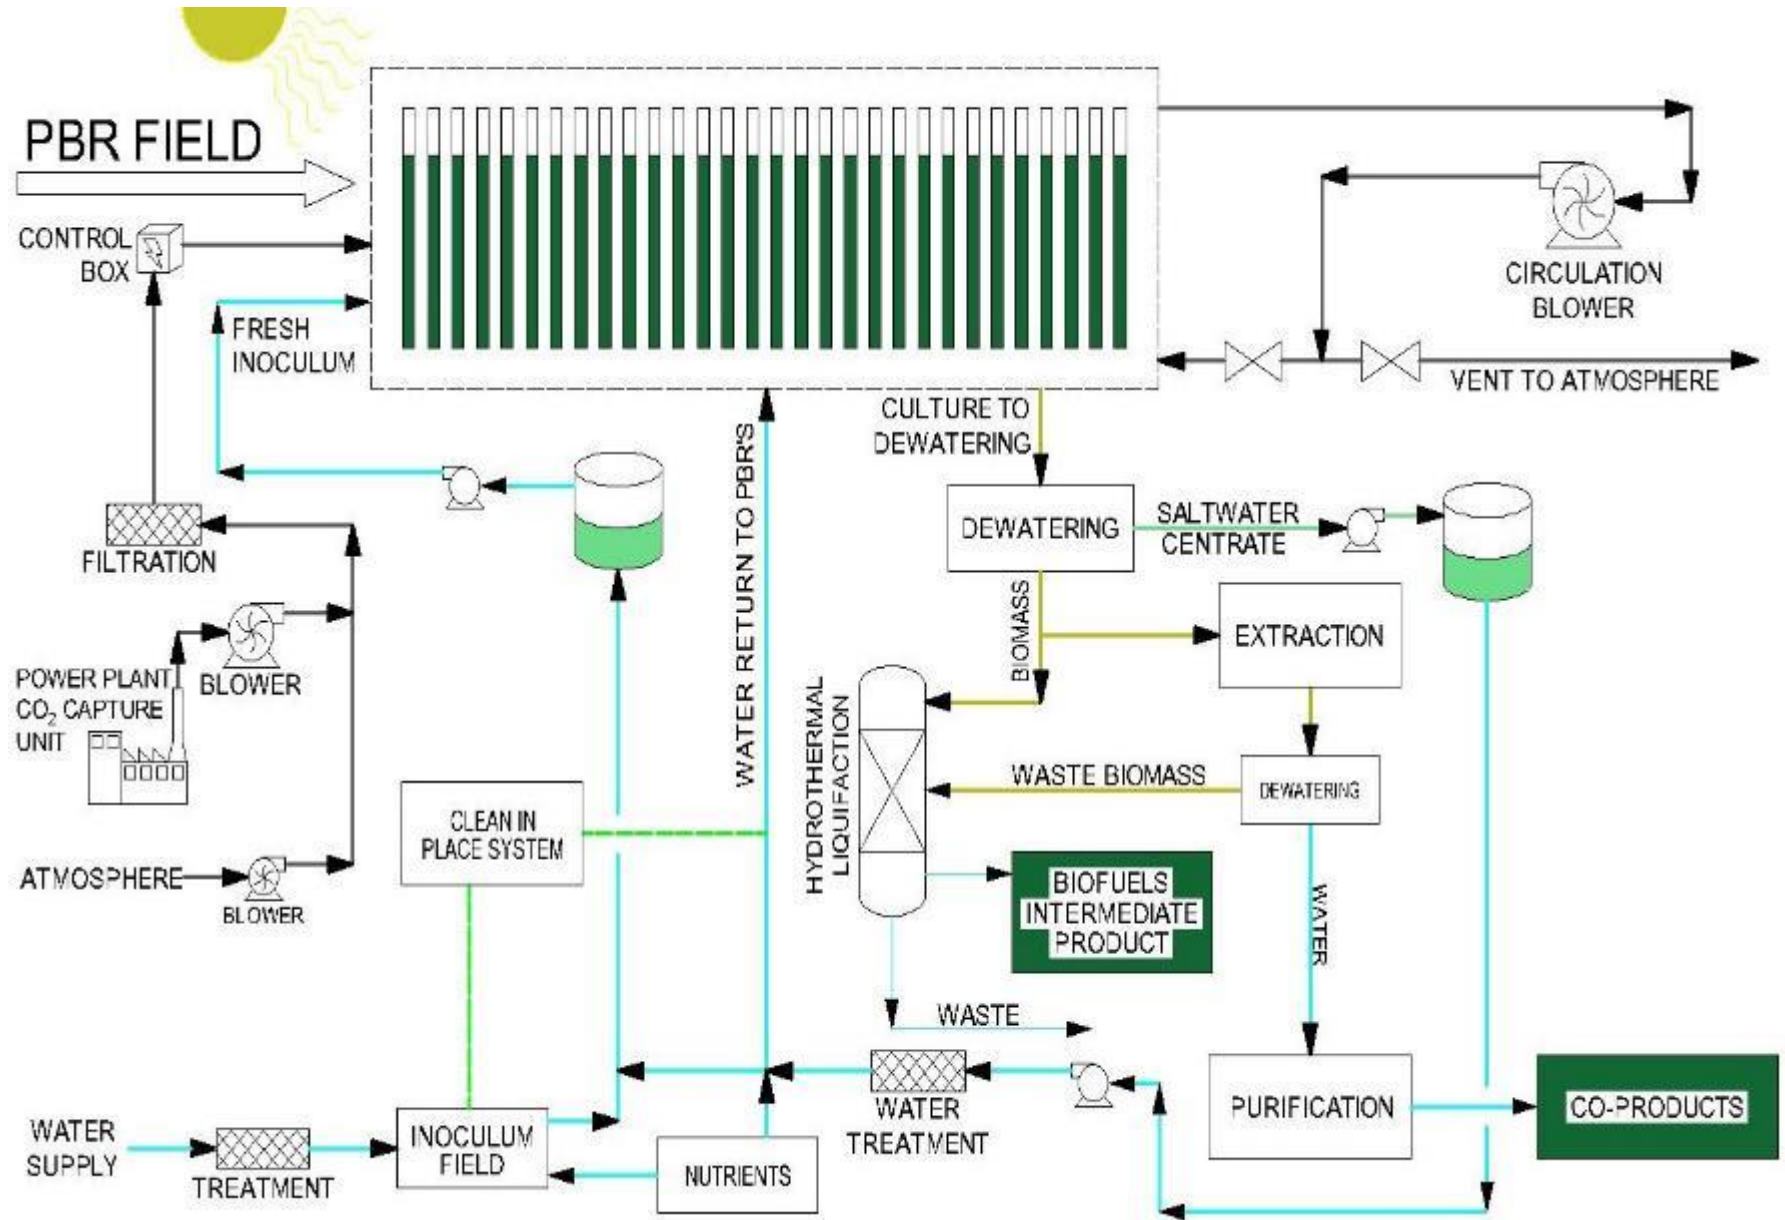 PBR FIELD
CONTROL
BOX
FRESH
INOCULUM
CIRCULATION
BLOWER
VENT TO ATMOSPHERE
CULTURE TO
DEWATERING
WATER RETURN TO PBR'S
DEWATERING
SALTWATER
CENTRATE
FILTRATION
BIOMASS
EXTRACTION
POWER PLANT
CO₂ CAPTURE
UNIT
BLOWER
HYDROTHERMAL
LIQUIFACTION
WASTE BIOMASS
DEWATERING
CLEAN IN
PLACE SYSTEM
ATMOSPHERE
BLOWER
BIOFUELS
INTERMEDIATE
PRODUCT
WATER
WASTE
WATER
TREATMENT
PURIFICATION
CO-PRODUCTS
WATER
SUPPLY
TREATMENT
INOCULUM
FIELD
NUTRIENTS